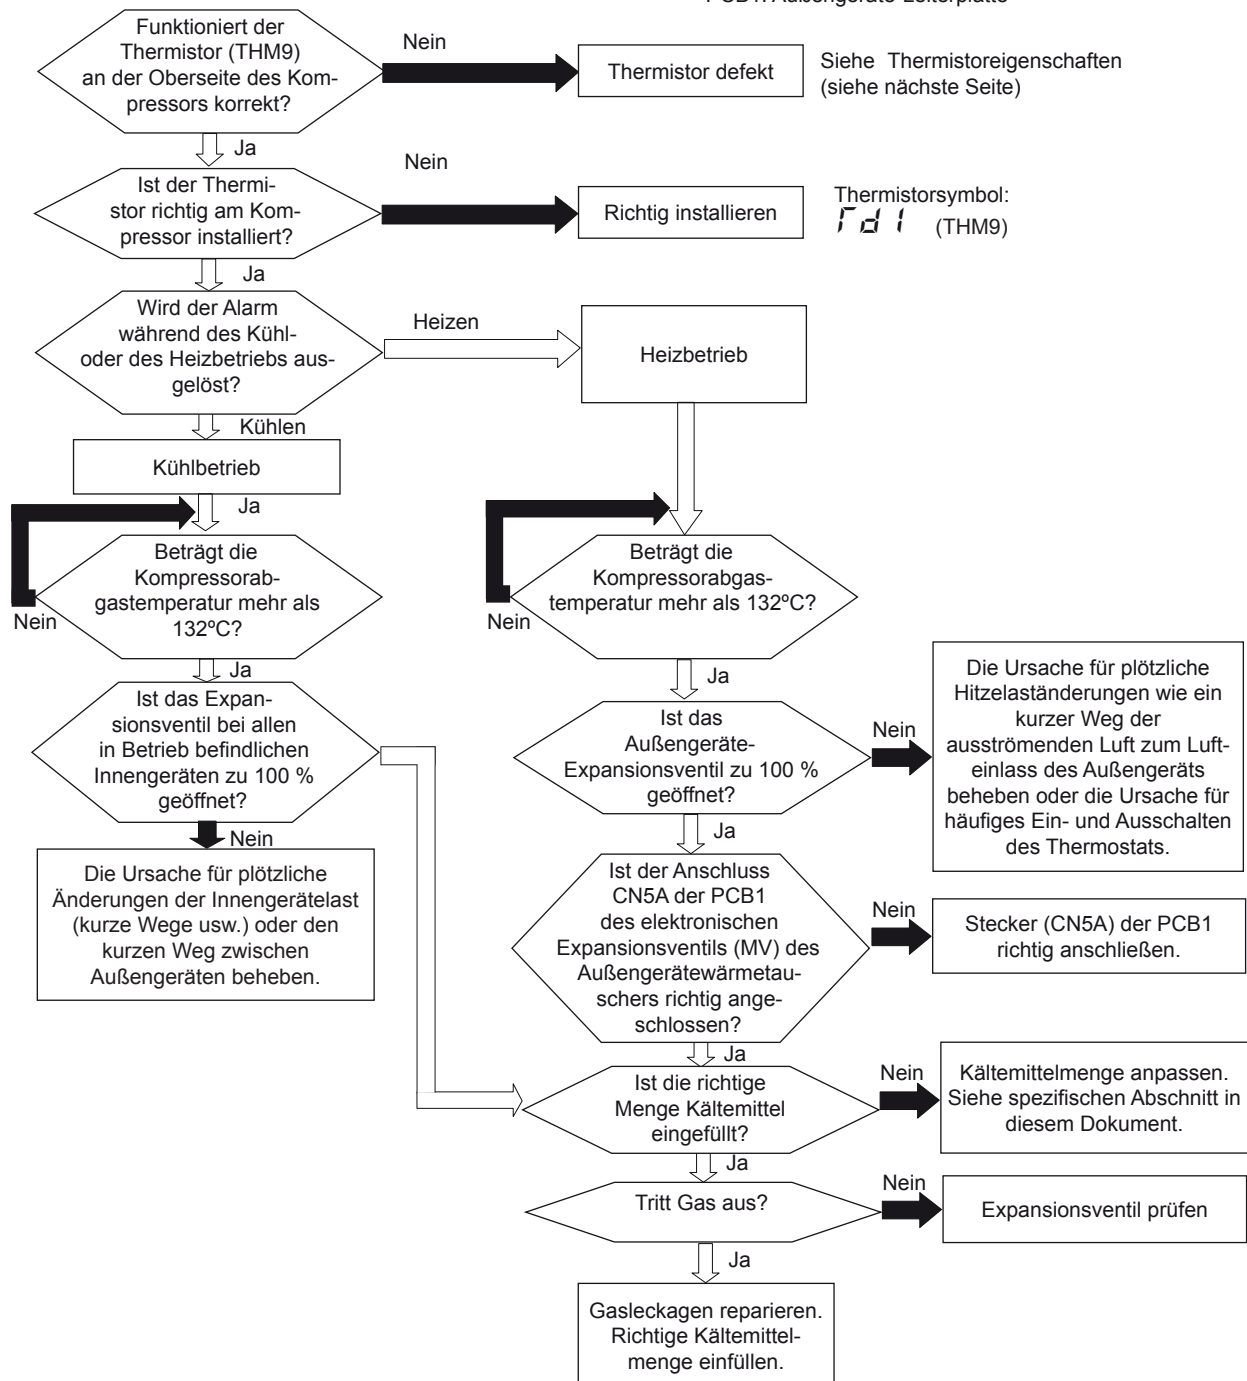 Funktioniert der
Thermistor (THM9)
an der Oberseite des Kom-
pressors korrekt?
Nein
Thermistor defekt
Siehe Thermistoreigenschaften
(siehe nächste Seite)
Ja
Ist der Thermi-
stor richtig am Kom-
pressor installiert?
Nein
Richtig installieren
Thermistorsymbol:
Td1 (THM9)
Ja
Wird der Alarm
während des Kühl-
oder des Heizbetriebs aus-
gelöst?
Heizen
Heizbetrieb
Kühlen
Kühlbetrieb
Ja
Beträgt die
Kompressorab-
gastemperatur mehr als
132ºC?
Nein
Ja
Ist das Expan-
sionsventil bei allen
in Betrieb befindlichen
Innengeräten zu 100 %
geöffnet?
Nein
Die Ursache für plötzliche
Änderungen der Innengerätelast
(kurze Wege usw.) oder den
kurzen Weg zwischen
Außengeräten beheben.
Beträgt die
Kompressorabgas-
temperatur mehr als 132ºC?
Nein
Ja
Ist das
Außengeräte-
Expansionsventil zu 100 %
geöffnet?
Nein
Die Ursache für plötzliche
Hitzelaständerungen wie ein
kurzer Weg der
ausströmenden Luft zum Luft-
einlass des Außengeräts
beheben oder die Ursache für
häufiges Ein- und Ausschalten
des Thermostats.
Ja
Ist der Anschluss
CN5A der PCB1
des elektronischen
Expansionsventils (MV) des
Außengerätewärmetau-
schers richtig ange-
schlossen?
Nein
Stecker (CN5A) der PCB1
richtig anschließen.
Ja
Ist die richtige
Menge Kältemittel
eingefüllt?
Nein
Kältemittelmenge anpassen.
Siehe spezifischen Abschnitt in
diesem Dokument.
Ja
Tritt Gas aus?
Nein
Expansionsventil prüfen
Ja
Gasleckagen reparieren.
Richtige Kältemittel-
menge einfüllen.